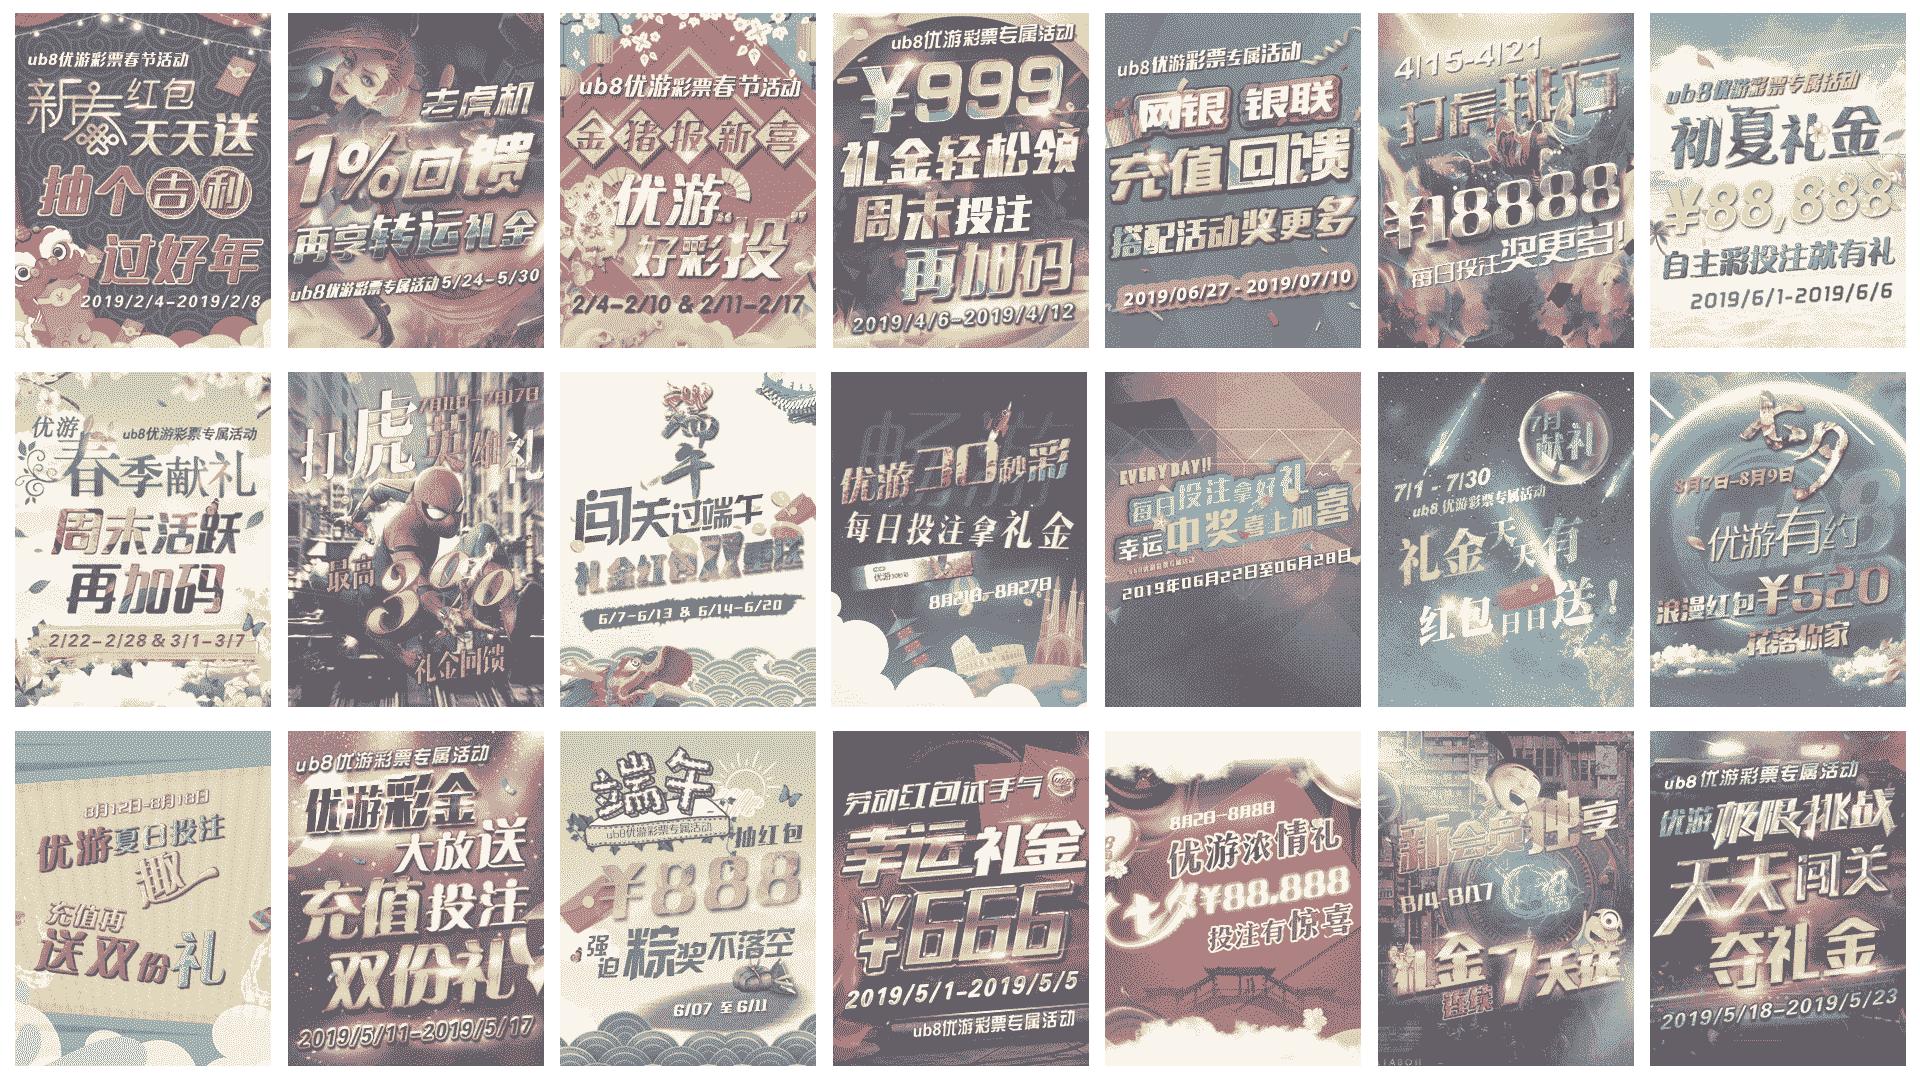 ub8优游彩票春节活动
新春红包
天天送
抽个吉利
过好年
2019/2/4-2019/2/8
老虎机
1%回馈
再享转运礼金
ub8优游彩票专属活动 5/24-5/30
ub8优游彩票春节活动
金猪报新喜
优游“
好彩投”
2/4-2/10 & 2/11-2/17
ub8优游彩票专属活动
¥999
礼金轻松领
周末投注
再加码
2019/4/6-2019/4/12
ub8优游彩票专属活动
网银 银联
充值回馈
搭配活动奖更多
2019/06/27 - 2019/07/10
4/15-4/21
打虎排行
¥18888
每日投注奖更多!
ub8优游彩票专属活动
初夏礼金
¥88,888
自主彩投注就有礼
2019/6/1-2019/6/6
优游
ub8优游彩票专属活动
春季献礼
周末活跃
再加码
2/22-2/28 & 3/1-3/7
打虎英雄礼
最高
30%
礼金回馈
端午
闯关过端午
礼金红包双重送
6/7-6/13 & 6/14-6/20
畅游
优游30秒彩
每日投注拿礼金
8月21日-8月27日
EVERY DAY!!
每日投注拿好礼
幸运中奖喜上加喜
2019年06月22日至06月28日
7月
献礼
7/1 - 7/30
ub8 优游彩票专属活动
礼金天天有
红包日日送!
七夕
8月7日-8月9日
优游有约
浪漫红包¥520
花落你家
8月12日-8月18日
优游夏日投注
趣
充值再
送双份礼
ub8优游彩票专属活动
优游彩金
大放送
充值投注
双份礼
2019/5/11-2019/5/17
端午
ub8优游彩票专属活动
抽红包
¥888
强迫粽奖不落空
6/07 至 6/11
劳动红包试手气
幸运礼金
¥666
2019/5/1-2019/5/5
ub8优游彩票专属活动
8月2日-8月8日
优游浓情礼
七夕¥88,888
投注有惊喜
新会员独享
8/4-8/17
礼金7天送
连续
ub8优游彩票专属活动
优游极限挑战
天天闯关
夺礼金
2019/5/18-2019/5/23